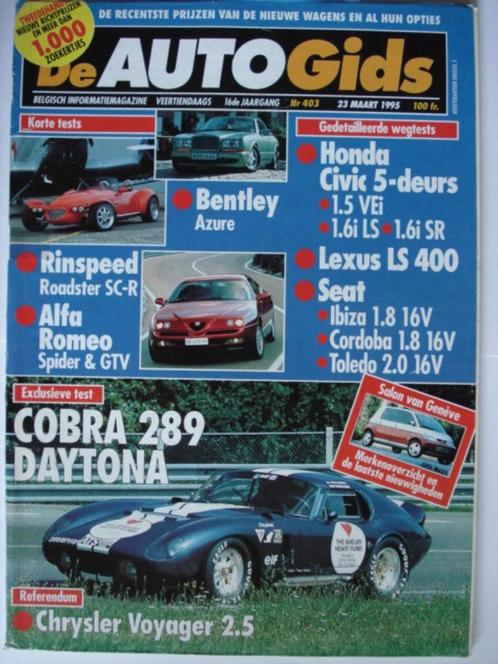 TWEEDEHANDS
NIEUWE RICHTPRIJZEN
EN MEER DAN
1.000
ZOEKERTJES
DE RECENTSTE PRIJZEN VAN DE NIEUWE WAGENS EN AL HUN OPTIES
De AUTOGids
BELGISCH INFORMATIEMAGAZINE VEERTIENDAAGS 16de JAARGANG Nr 403 23 MAART 1995 100 fr.
Korte tests
Bentley
Azure
Rinspeed
Roadster SC-R
Alfa
Romeo
Spider & GTV
Gedetailleerde wegtests
Honda
Civic 5-deurs
1.5 VEi
1.6i LS 1.6i SR
Lexus LS 400
Seat
Ibiza 1.8 16V
Cordoba 1.8 16V
Toledo 2.0 16V
Exclusieve test
COBRA 289
DAYTONA
Salon van Genève
Merkenoverzicht en
de laatste nieuwigheden
THE SHELBY
HEART FUND
elf
Referendum
Chrysler Voyager 2.5